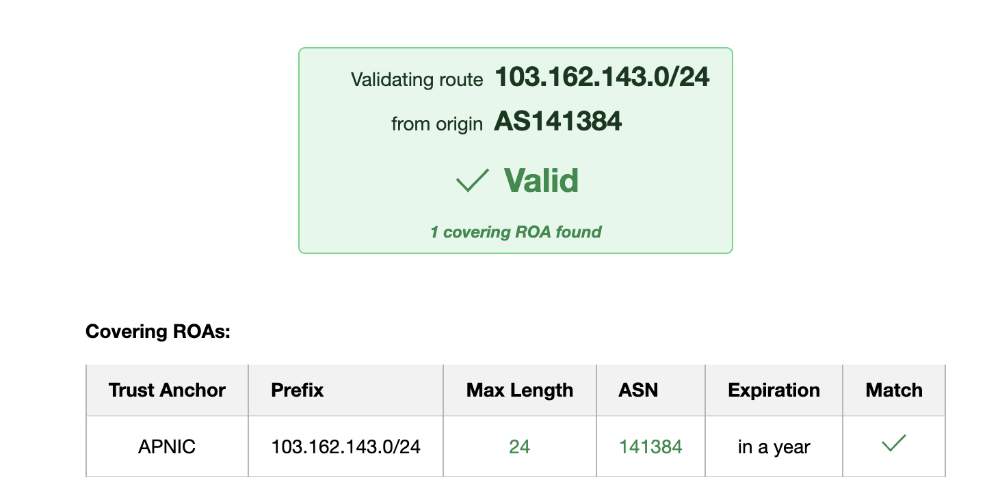 Validating route 103.162.143.0/24
from origin AS141384
Valid
1 covering ROA found
Covering ROAs:
Trust Anchor Prefix Max Length ASN Expiration Match
APNIC 103.162.143.0/24 24 141384 in a year